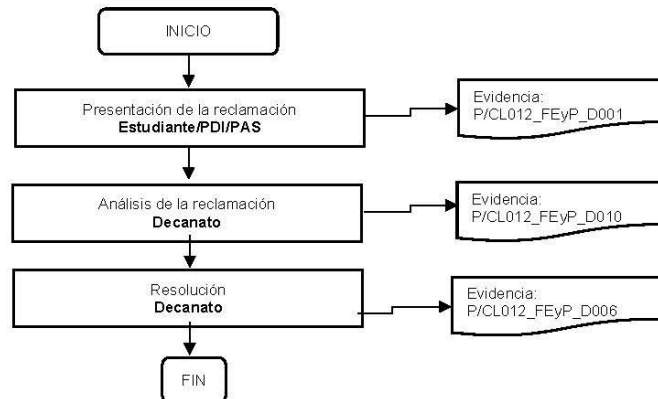 INICIO
Presentación de la reclamación
Estudiante/PDI/PAS
Evidencia:
P/CL012_FEyP_D001
Análisis de la reclamación
Decanato
Evidencia:
P/CL012_FEyP_D010
Resolución
Decanato
Evidencia:
P/CL012_FEyP_D006
FIN